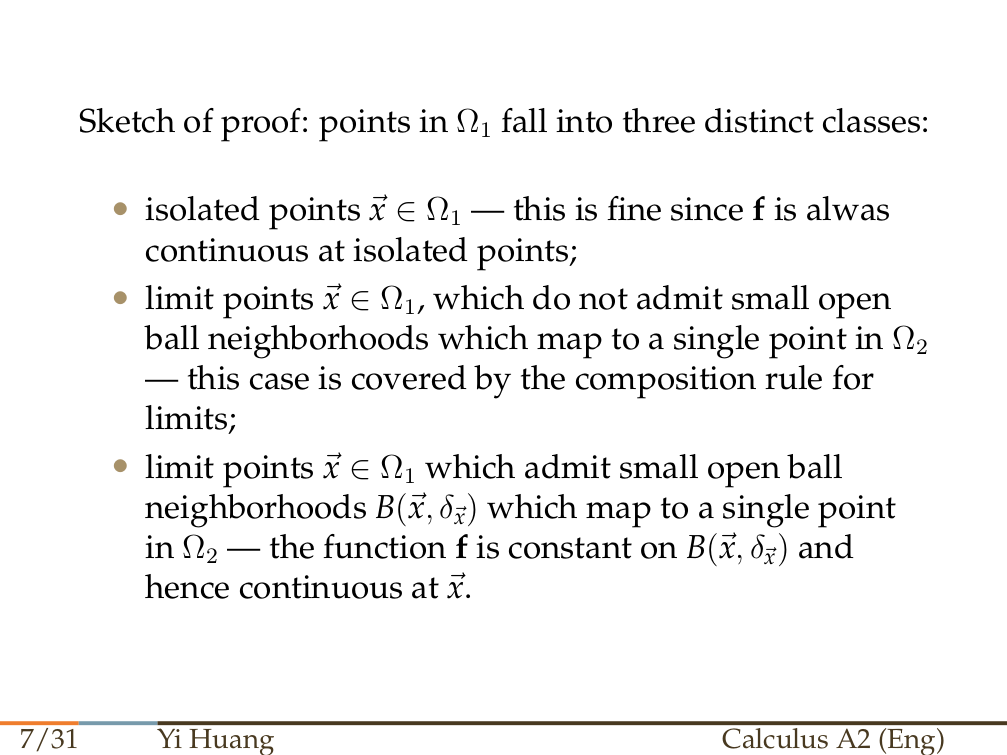 Sketch of proof: points in Ω₁ fall into three distinct classes:
• isolated points x⃗ ∈ Ω₁ — this is fine since f is alwas
continuous at isolated points;
• limit points x⃗ ∈ Ω₁, which do not admit small open
ball neighborhoods which map to a single point in Ω₂
— this case is covered by the composition rule for
limits;
• limit points x⃗ ∈ Ω₁ which admit small open ball
neighborhoods B(x⃗, δ_x⃗) which map to a single point
in Ω₂ — the function f is constant on B(x⃗, δ_x⃗) and
hence continuous at x⃗.
7/31 Yi Huang Calculus A2 (Eng)